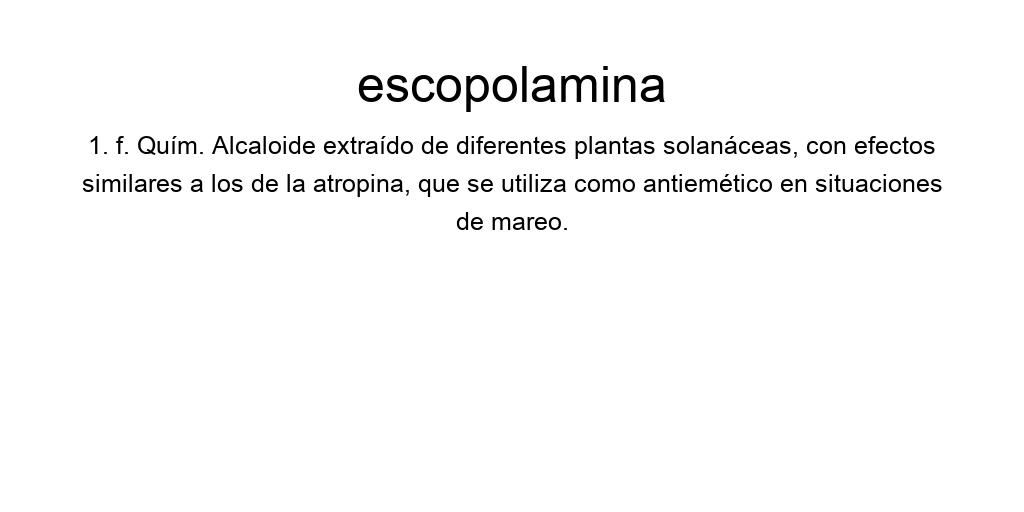 escopolamina
1. f. Quím. Alcaloide extraído de diferentes plantas solanáceas, con efectos
similares a los de la atropina, que se utiliza como antiemético en situaciones
de mareo.